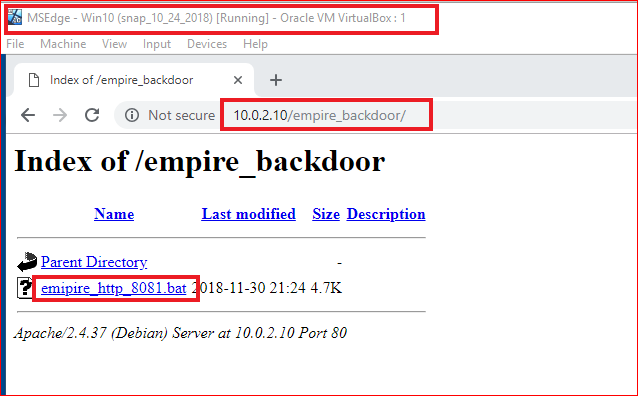 MSEdge - Win10 (snap_10_24_2018) [Running] - Oracle VM VirtualBox : 1
File Machine View Input Devices Help
Index of /empire_backdoor
Not secure 10.0.2.10/empire_backdoor/
Index of /empire_backdoor
Name Last modified Size Description
Parent Directory -
emipire_http_8081.bat 2018-11-30 21:24 4.7K
Apache/2.4.37 (Debian) Server at 10.0.2.10 Port 80